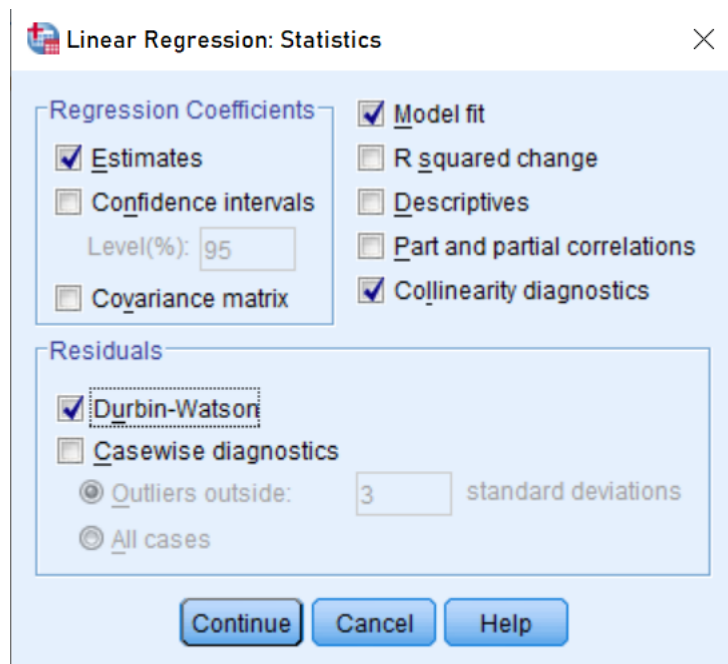 Linear Regression: Statistics
Regression Coefficients
Estimates
Confidence intervals
Level(%): 95
Covariance matrix
Model fit
R squared change
Descriptives
Part and partial correlations
Collinearity diagnostics
Residuals
Durbin-Watson
Casewise diagnostics
Outliers outside: 3 standard deviations
All cases
Continue Cancel Help